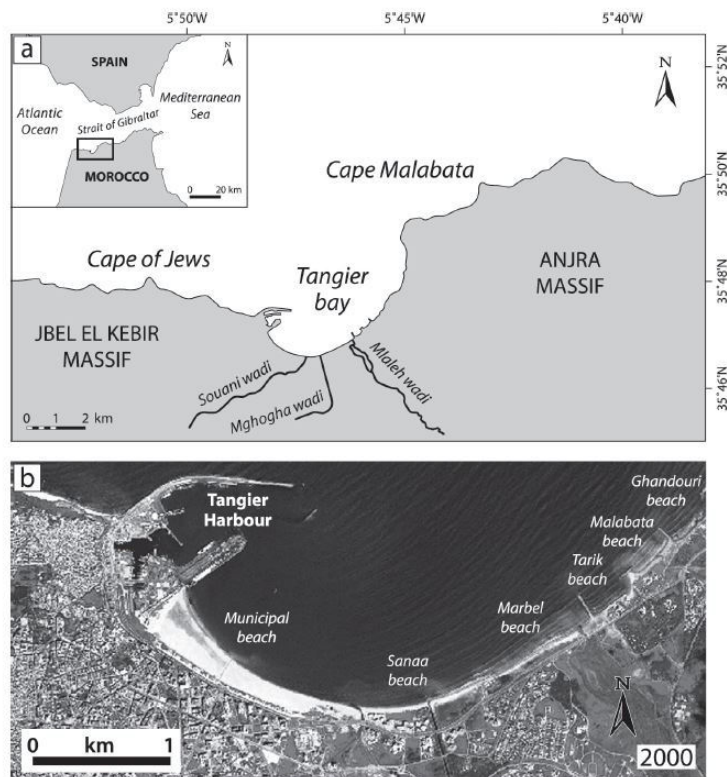 5°50'W
5°45'W
5°40'W
a
SPAIN
N
Atlantic
Ocean
Strait of Gibraltar
Mediterranean
Sea
MOROCCO
0 20 km
N
35°52'N
35°50'N
35°48'N
35°46'N
Cape Malabata
Cape of Jews
Tangier
bay
ANJRA
MASSIF
JBEL EL KEBIR
MASSIF
Souani wadi
Mghogha wadi
Mlaleh wadi
0 1 2 km
b
Tangier
Harbour
Ghandouri
beach
Malabata
beach
Tarik
beach
Marbel
beach
Municipal
beach
Sanaa
beach
N
0 km 1
2000